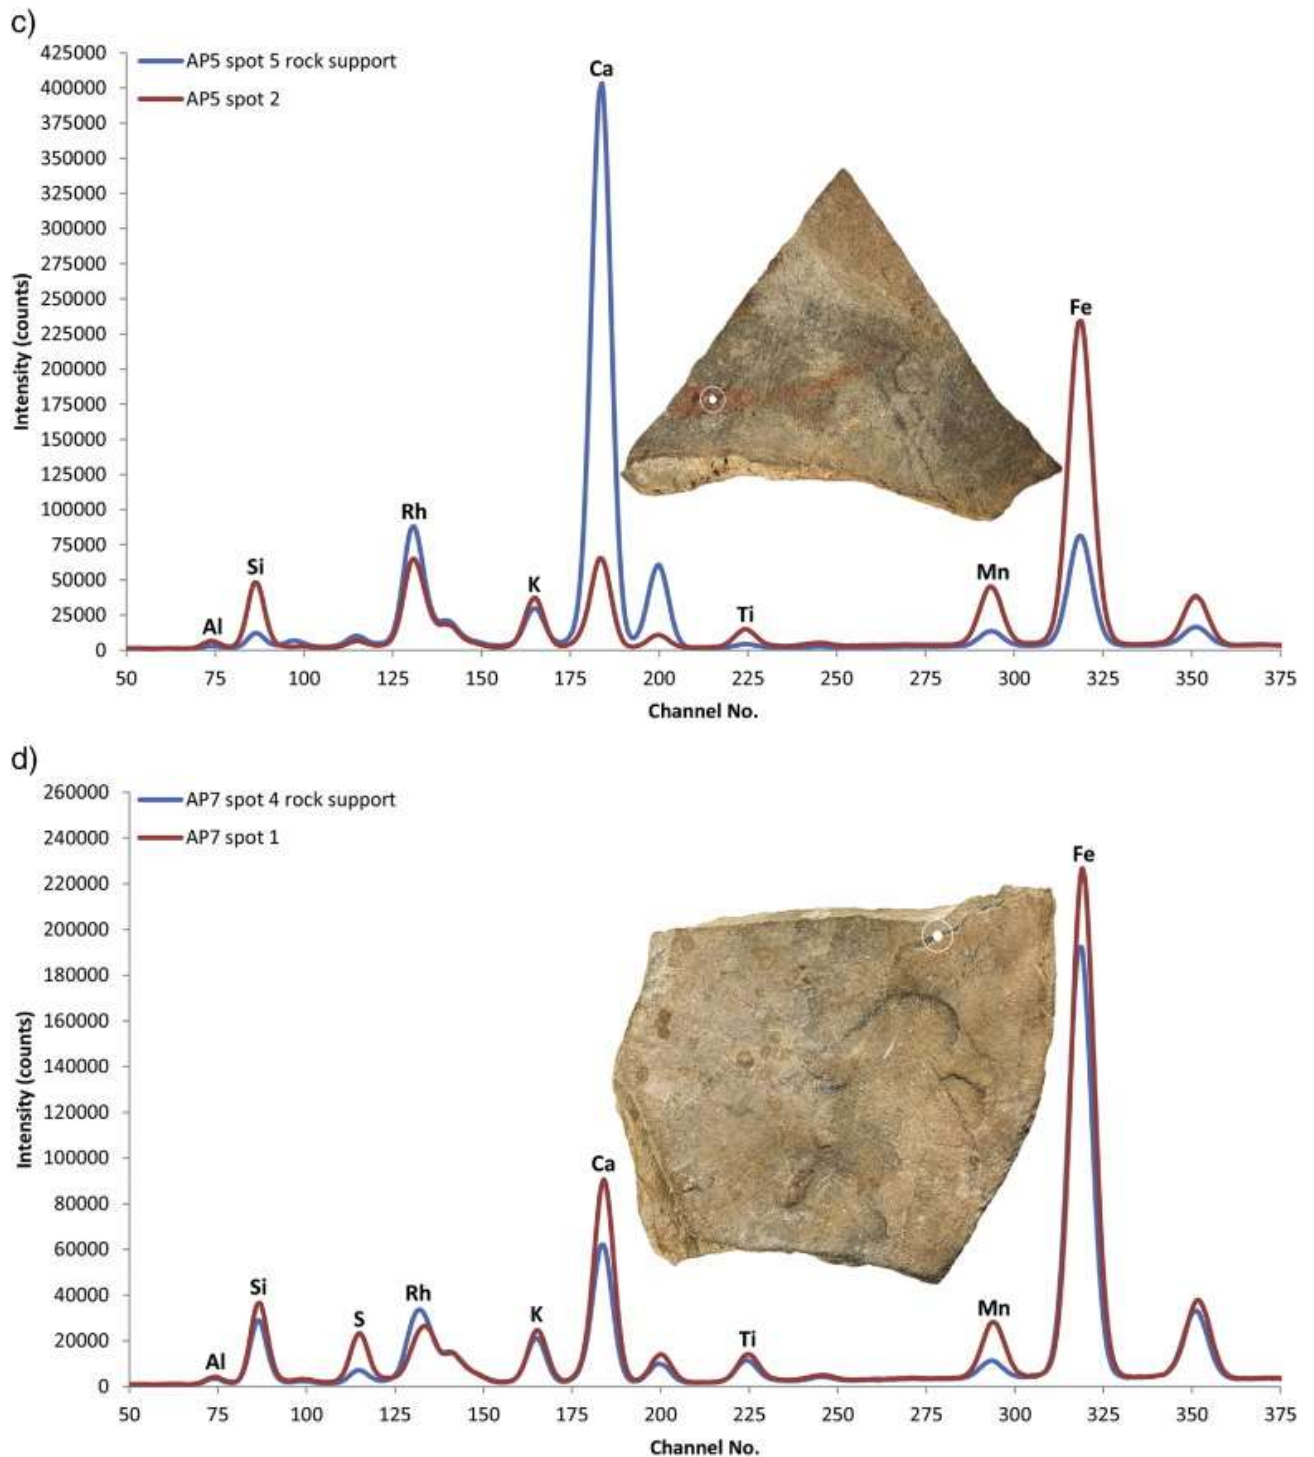 c)
AP5 spot 5 rock support
AP5 spot 2
425000
400000
375000
350000
325000
300000
275000
250000
225000
200000
175000
150000
125000
100000
75000
50000
25000
0
Intensity (counts)
Al
Si
Rh
K
Ca
Ti
Mn
Fe
50 75 100 125 150 175 200 225 250 275 300 325 350 375
Channel No.
d)
AP7 spot 4 rock support
AP7 spot 1
260000
240000
220000
200000
180000
160000
140000
120000
100000
80000
60000
40000
20000
0
Intensity (counts)
Al
Si
S
Rh
K
Ca
Ti
Mn
Fe
50 75 100 125 150 175 200 225 250 275 300 325 350 375
Channel No.